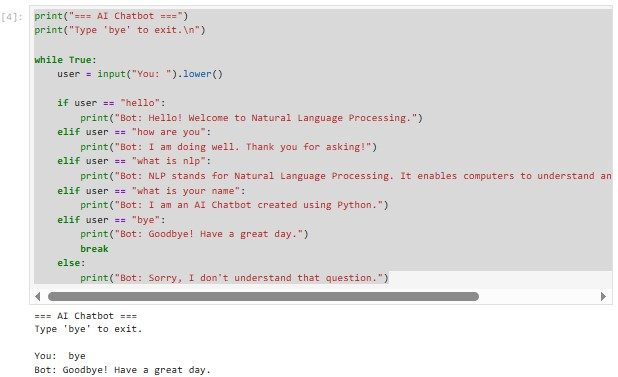 [4]:
print("=== AI Chatbot ===")
print("Type 'bye' to exit.\n")

while True:
    user = input("You: ").lower()

    if user == "hello":
        print("Bot: Hello! Welcome to Natural Language Processing.")
    elif user == "how are you":
        print("Bot: I am doing well. Thank you for asking!")
    elif user == "what is nlp":
        print("Bot: NLP stands for Natural Language Processing. It enables computers to understand an
    elif user == "what is your name":
        print("Bot: I am an AI Chatbot created using Python.")
    elif user == "bye":
        print("Bot: Goodbye! Have a great day.")
        break
    else:
        print("Bot: Sorry, I don't understand that question.")
=== AI Chatbot ===
Type 'bye' to exit.

You:  bye
Bot: Goodbye! Have a great day.